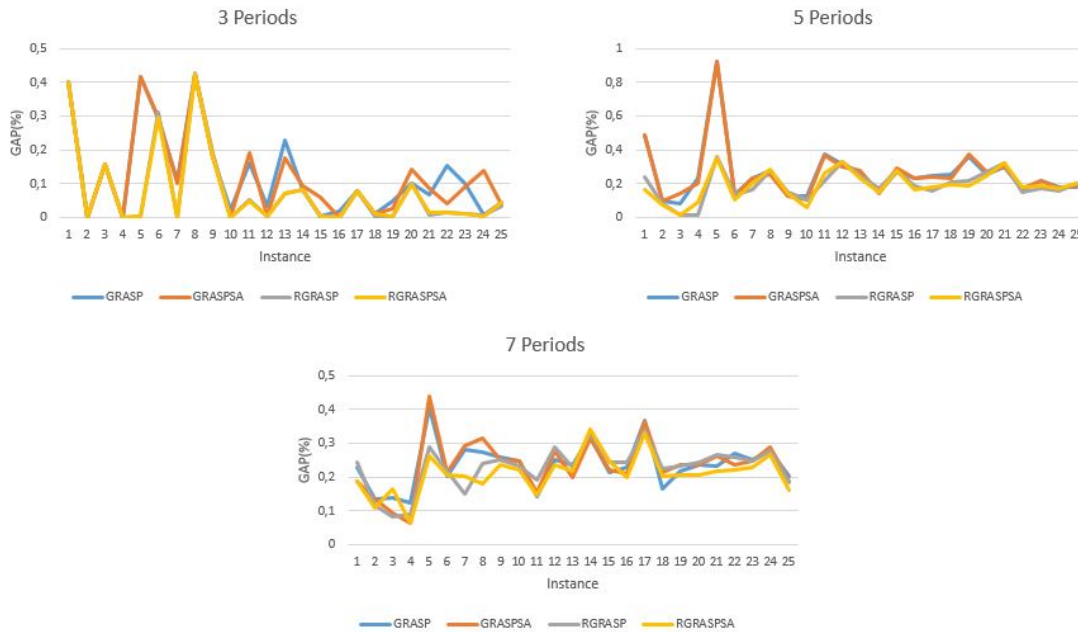 3 Periods
0,5
0,4
0,3
0,2
0,1
0
GAP(%)
1 2 3 4 5 6 7 8 9 10 11 12 13 14 15 16 17 18 19 20 21 22 23 24 25
Instance
GRASP GRASPSA RGRASP RGRASPSA
5 Periods
1
0,8
0,6
0,4
0,2
0
GAP(%)
1 2 3 4 5 6 7 8 9 10 11 12 13 14 15 16 17 18 19 20 21 22 23 24 25
Instance
GRASP GRASPSA RGRASP RGRASPSA
7 Periods
0,5
0,4
0,3
0,2
0,1
0
GAP(%)
1 2 3 4 5 6 7 8 9 10 11 12 13 14 15 16 17 18 19 20 21 22 23 24 25
Instance
GRASP GRASPSA RGRASP RGRASPSA